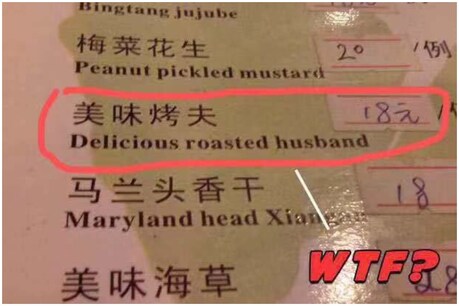 Bingtang jujube
梅菜花生 20/例
Peanut pickled mustard
美味烤夫 18元/
Delicious roasted husband
马兰头香干 18
Maryland head
美味海草 28
WTF?